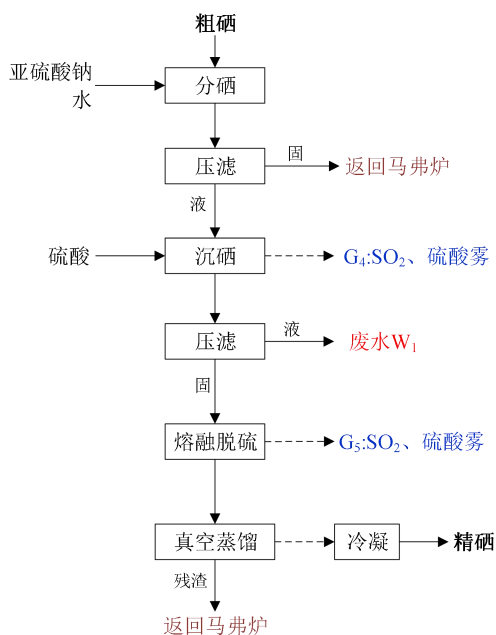 粗硒
亚硫酸钠
水
分硒
压滤
固
返回马弗炉
液
硫酸
沉硒
G₄:SO₂、硫酸雾
压滤
液
废水W₁
固
熔融脱硫
G₅:SO₂、硫酸雾
真空蒸馏
冷凝
精硒
残渣
返回马弗炉